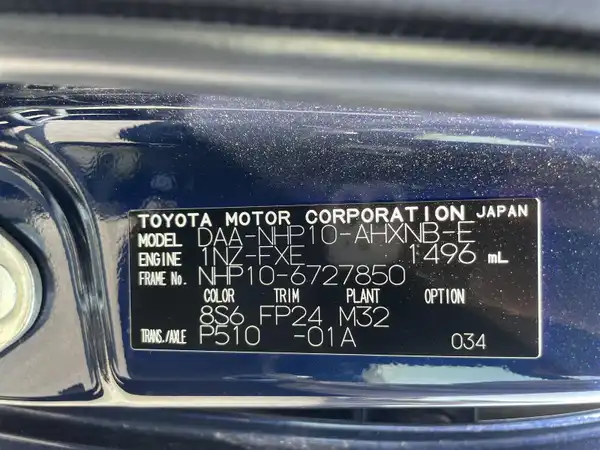 TOYOTA MOTOR CORPORATION JAPAN
MODEL DAA-NHP10-AHXNB-E
ENGINE 1NZ-FXE 1496 mL
FRAME No. NHP10-6727850
COLOR TRIM PLANT OPTION
8S6 FP24 M32
TRANS./AXLE P510 -01A 034